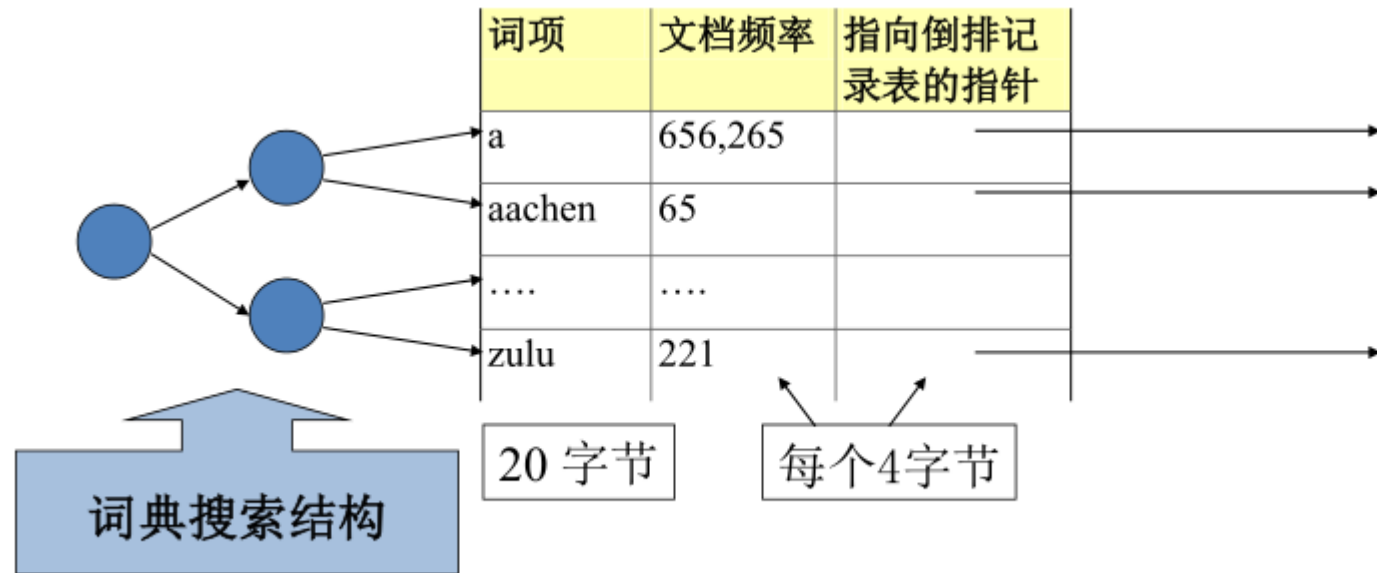 词项 文档频率 指向倒排记
录表的指针
a 656,265
aachen 65
…. ….
zulu 221
20 字节 每个4字节
词典搜索结构